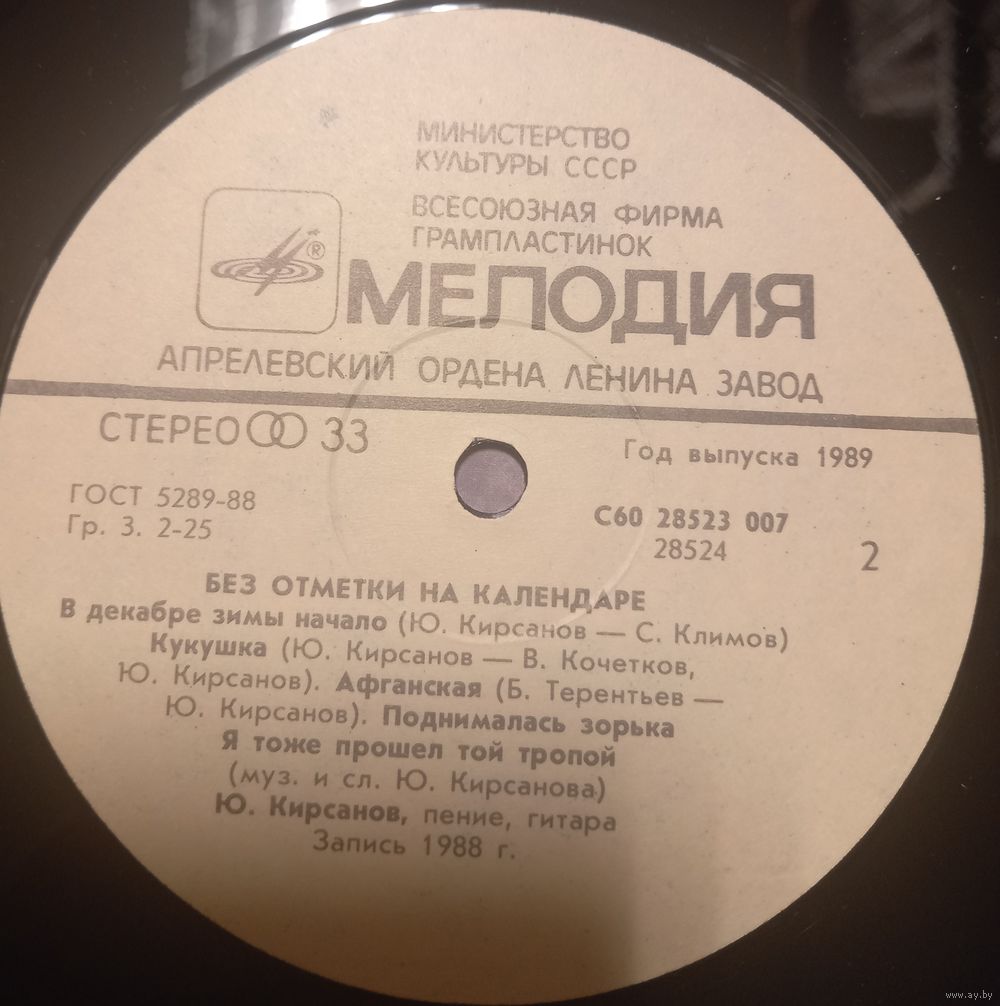 МИНИСТЕРСТВО
КУЛЬТУРЫ СССР
ВСЕСОЮЗНАЯ ФИРМА
ГРАМПЛАСТИНОК
®
МЕЛОДИЯ
АПРЕЛЕВСКИЙ ОРДЕНА ЛЕНИНА ЗАВОД
СТЕРЕО 33
Год выпуска 1989
ГОСТ 5289-88
Гр. 3. 2-25
С60 28523 007
28524
2
БЕЗ ОТМЕТКИ НА КАЛЕНДАРЕ
В декабре зимы начало (Ю. Кирсанов — С. Климов)
Кукушка (Ю. Кирсанов — В. Кочетков,
Ю. Кирсанов). Афганская (Б. Терентьев —
Ю. Кирсанов). Поднималась зорька
Я тоже прошел той тропой
(муз. и сл. Ю. Кирсанова)
Ю. Кирсанов, пение, гитара
Запись 1988 г.
www.ay.by